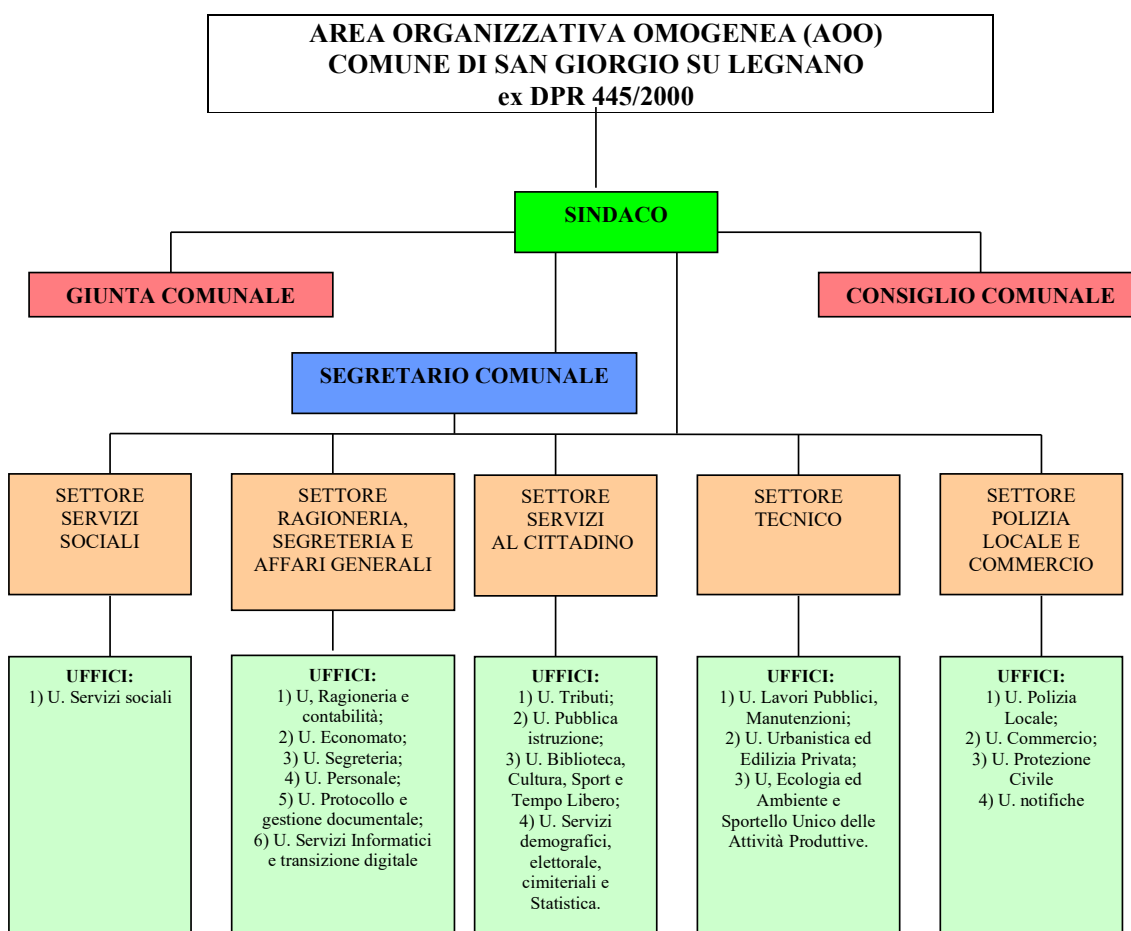 AREA ORGANIZZATIVA OMOGENEA (AOO)
COMUNE DI SAN GIORGIO SU LEGNANO
ex DPR 445/2000
SINDACO
GIUNTA COMUNALE
CONSIGLIO COMUNALE
SEGRETARIO COMUNALE
SETTORE
SERVIZI
SOCIALI
SETTORE
RAGIONERIA,
SEGRETERIA E
AFFARI GENERALI
SETTORE
SERVIZI
AL CITTADINO
SETTORE
TECNICO
SETTORE
POLIZIA
LOCALE E
COMMERCIO
UFFICI:
1) U. Servizi sociali
UFFICI:
1) U, Ragioneria e
contabilità;
2) U. Economato;
3) U. Segreteria;
4) U. Personale;
5) U. Protocollo e
gestione documentale;
6) U. Servizi Informatici
e transizione digitale
UFFICI:
1) U. Tributi;
2) U. Pubblica
istruzione;
3) U. Biblioteca,
Cultura, Sport e
Tempo Libero;
4) U. Servizi
demografici,
elettorale,
cimiteriali e
Statistica.
UFFICI:
1) U. Lavori Pubblici,
Manutenzioni;
2) U. Urbanistica ed
Edilizia Privata;
3) U, Ecologia ed
Ambiente e
Sportello Unico delle
Attività Produttive.
UFFICI:
1) U. Polizia
Locale;
2) U. Commercio;
3) U. Protezione
Civile
4) U. notifiche